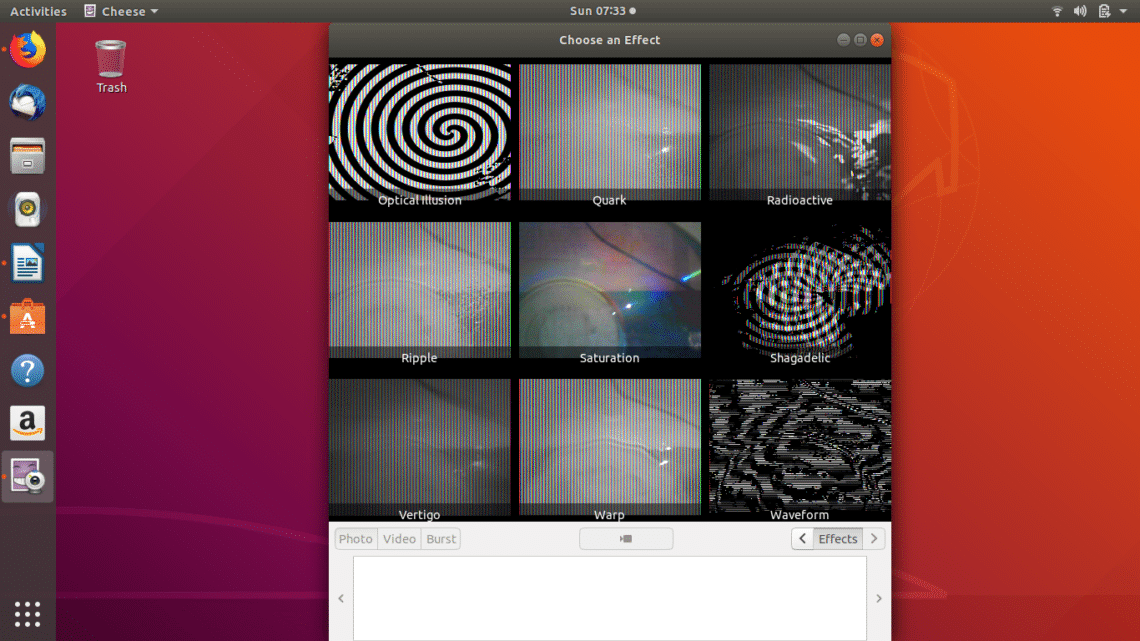 Activities Cheese Sun 07:33
Choose an Effect
Trash
Optical Illusion Quark Radioactive
Ripple Saturation Shagadelic
Vertigo Warp Waveform
Photo Video Burst Effects